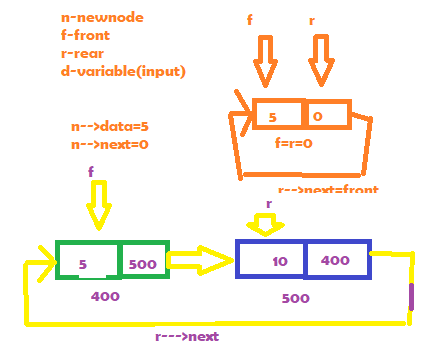 n-newnode
f-front
r-rear
d-variable(input)
f r
n-->data=5
n-->next=0
5 0
f=r=0
r-->next=front
f
r
5 500
10 400
400
500
r--->next